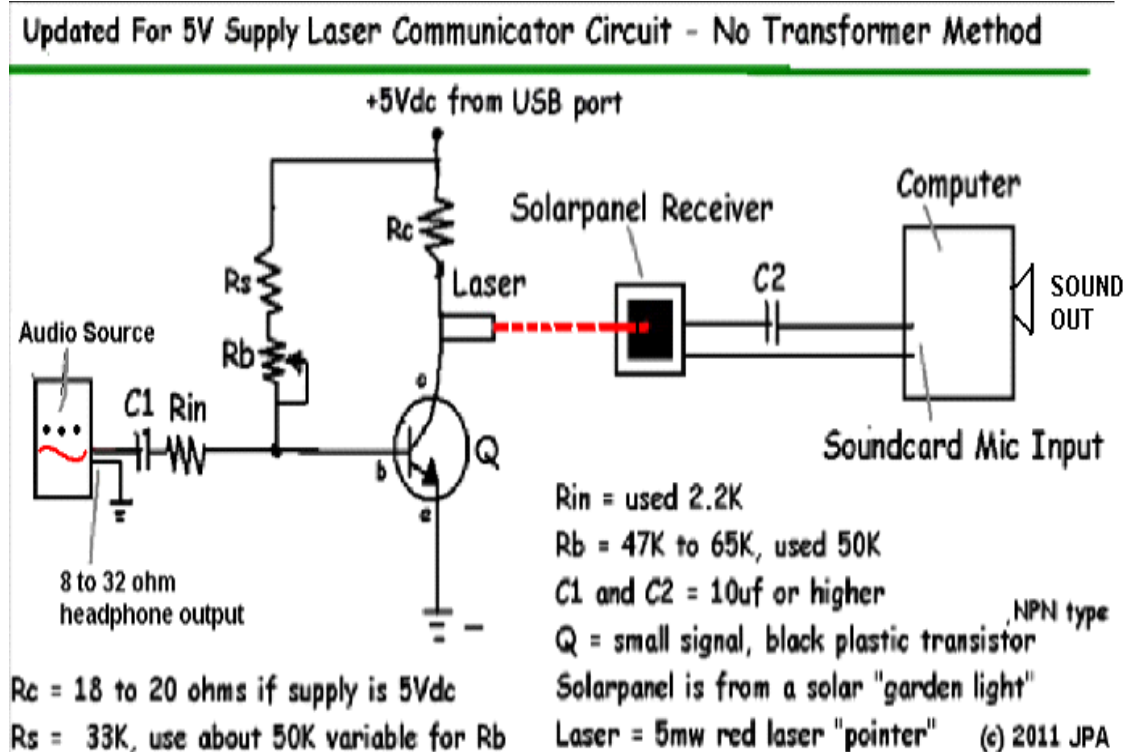 Updated For 5V Supply Laser Communicator Circuit - No Transformer Method
+5Vdc from USB port
Rc
Solarpanel Receiver
Computer
Rs
Laser
C2
SOUND
OUT
Audio Source
Rb
C1 Rin
c
b
e
Q
Soundcard Mic Input
8 to 32 ohm
headphone output
Rin = used 2.2K
Rb = 47K to 65K, used 50K
C1 and C2 = 10uf or higher
, NPN type
Q = small signal, black plastic transistor
Solarpanel is from a solar "garden light"
Laser = 5mw red laser "pointer"
Rc = 18 to 20 ohms if supply is 5Vdc
Rs = 33K, use about 50K variable for Rb
(c) 2011 JPA